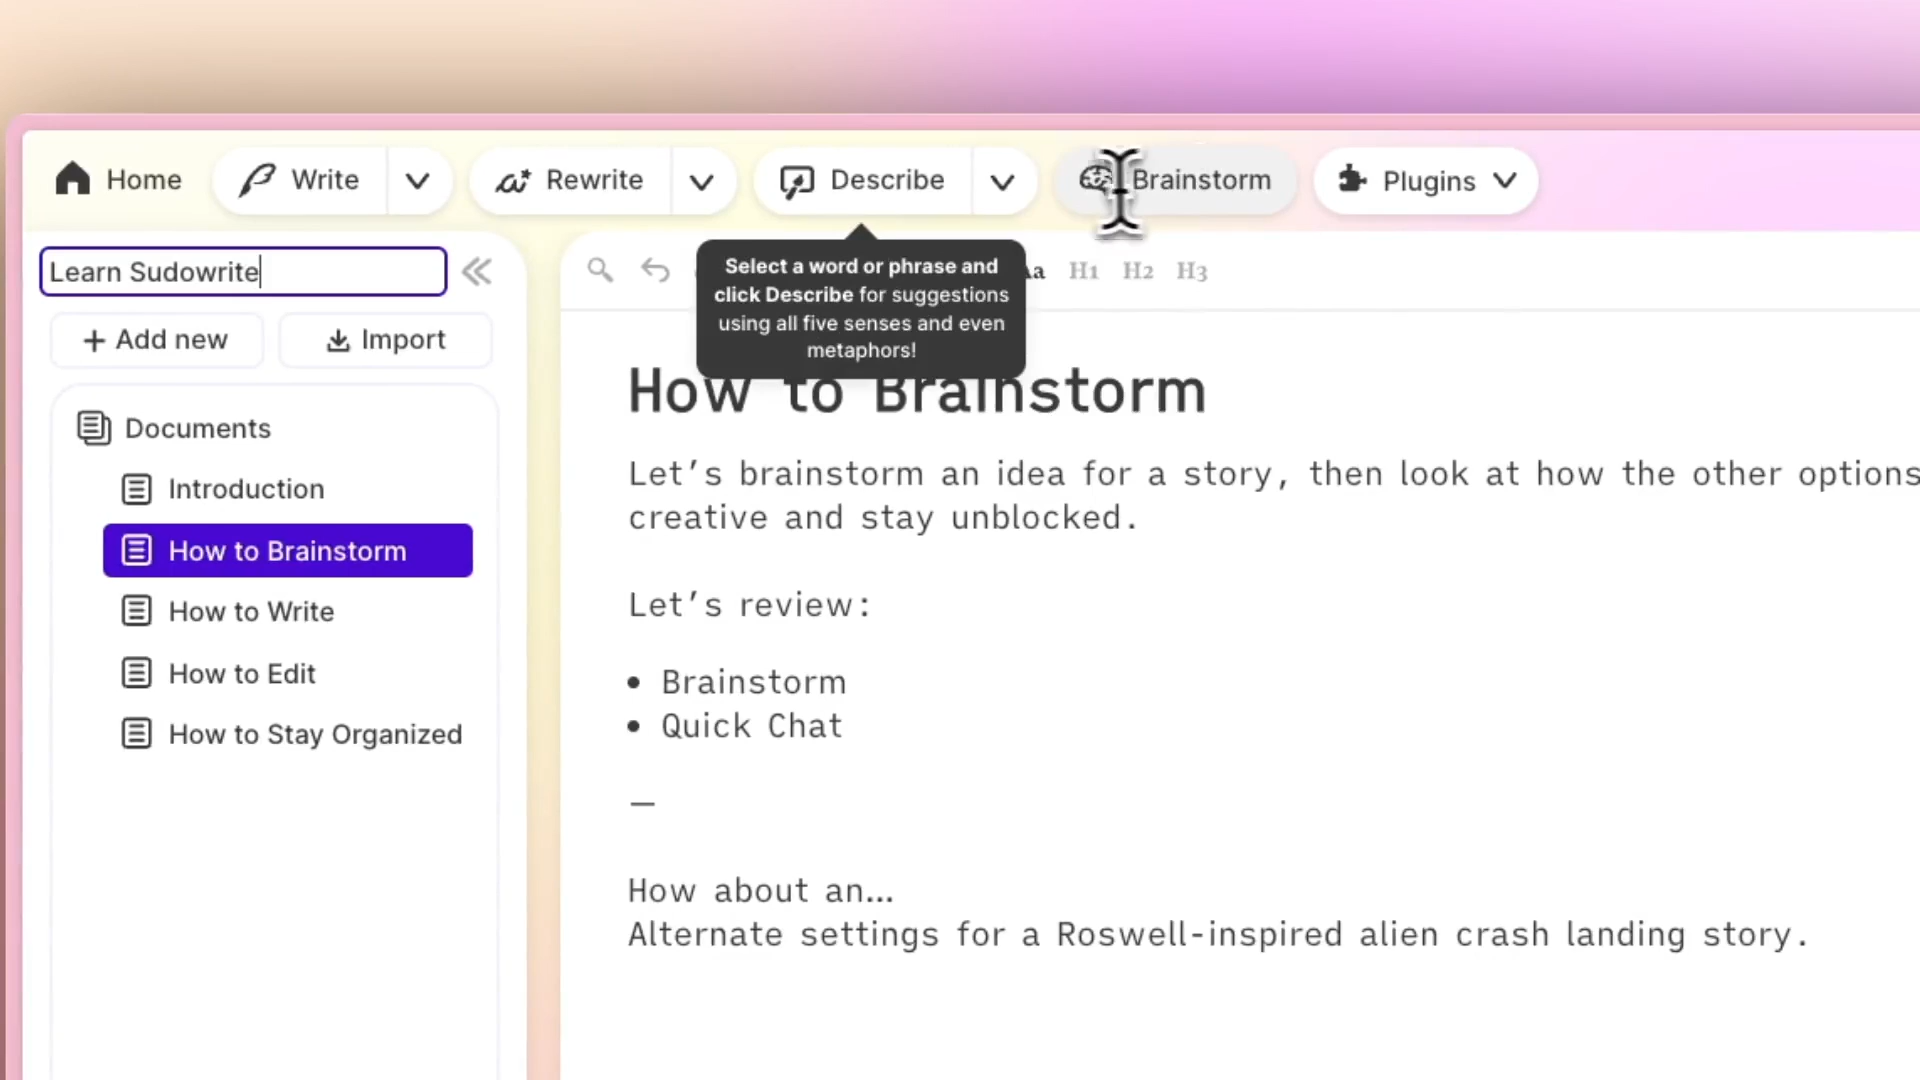 Home
Write
Rewrite
Describe
Brainstorm
Plugins
Learn Sudowrite
Add new
Import
Documents
Introduction
How to Brainstorm
How to Write
How to Edit
How to Stay Organized
Select a word or phrase and
click Describe for suggestions
using all five senses and even
metaphors!
H1 H2 H3
How to Brainstorm
Let’s brainstorm an idea for a story, then look at how the other options
creative and stay unblocked.
Let’s review:
• Brainstorm
• Quick Chat
—
How about an…
Alternate settings for a Roswell-inspired alien crash landing story.